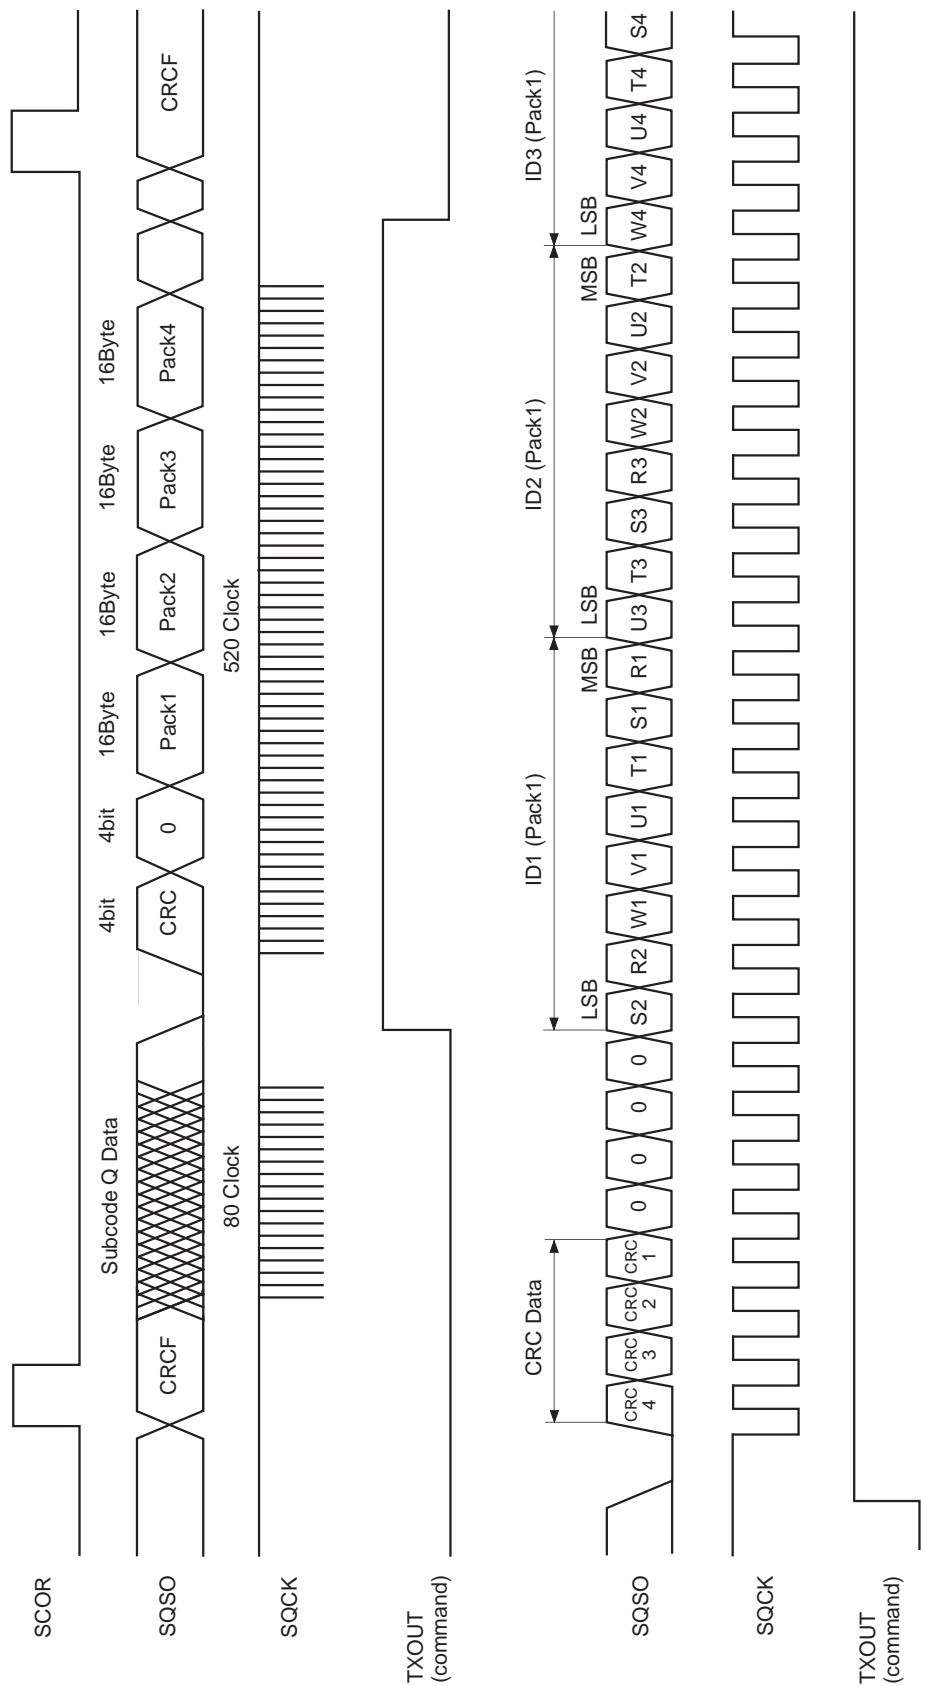 SCOR
SQSO
CRCF
Subcode Q Data
CRC
4bit
0
4bit
Pack1
16Byte
Pack2
16Byte
Pack3
16Byte
Pack4
16Byte
CRCF
SQCK
80 Clock
520 Clock
TXOUT
(command)
CRC Data
ID1 (Pack1)
ID2 (Pack1)
ID3 (Pack1)
LSB
MSB
LSB
MSB
LSB
SQSO
CRC
4
CRC
3
CRC
2
CRC
1
0
0
0
0
S2
R2
W1
V1
U1
T1
S1
R1
U3
T3
S3
R3
W2
V2
U2
T2
W4
V4
U4
T4
S4
SQCK
TXOUT
(command)